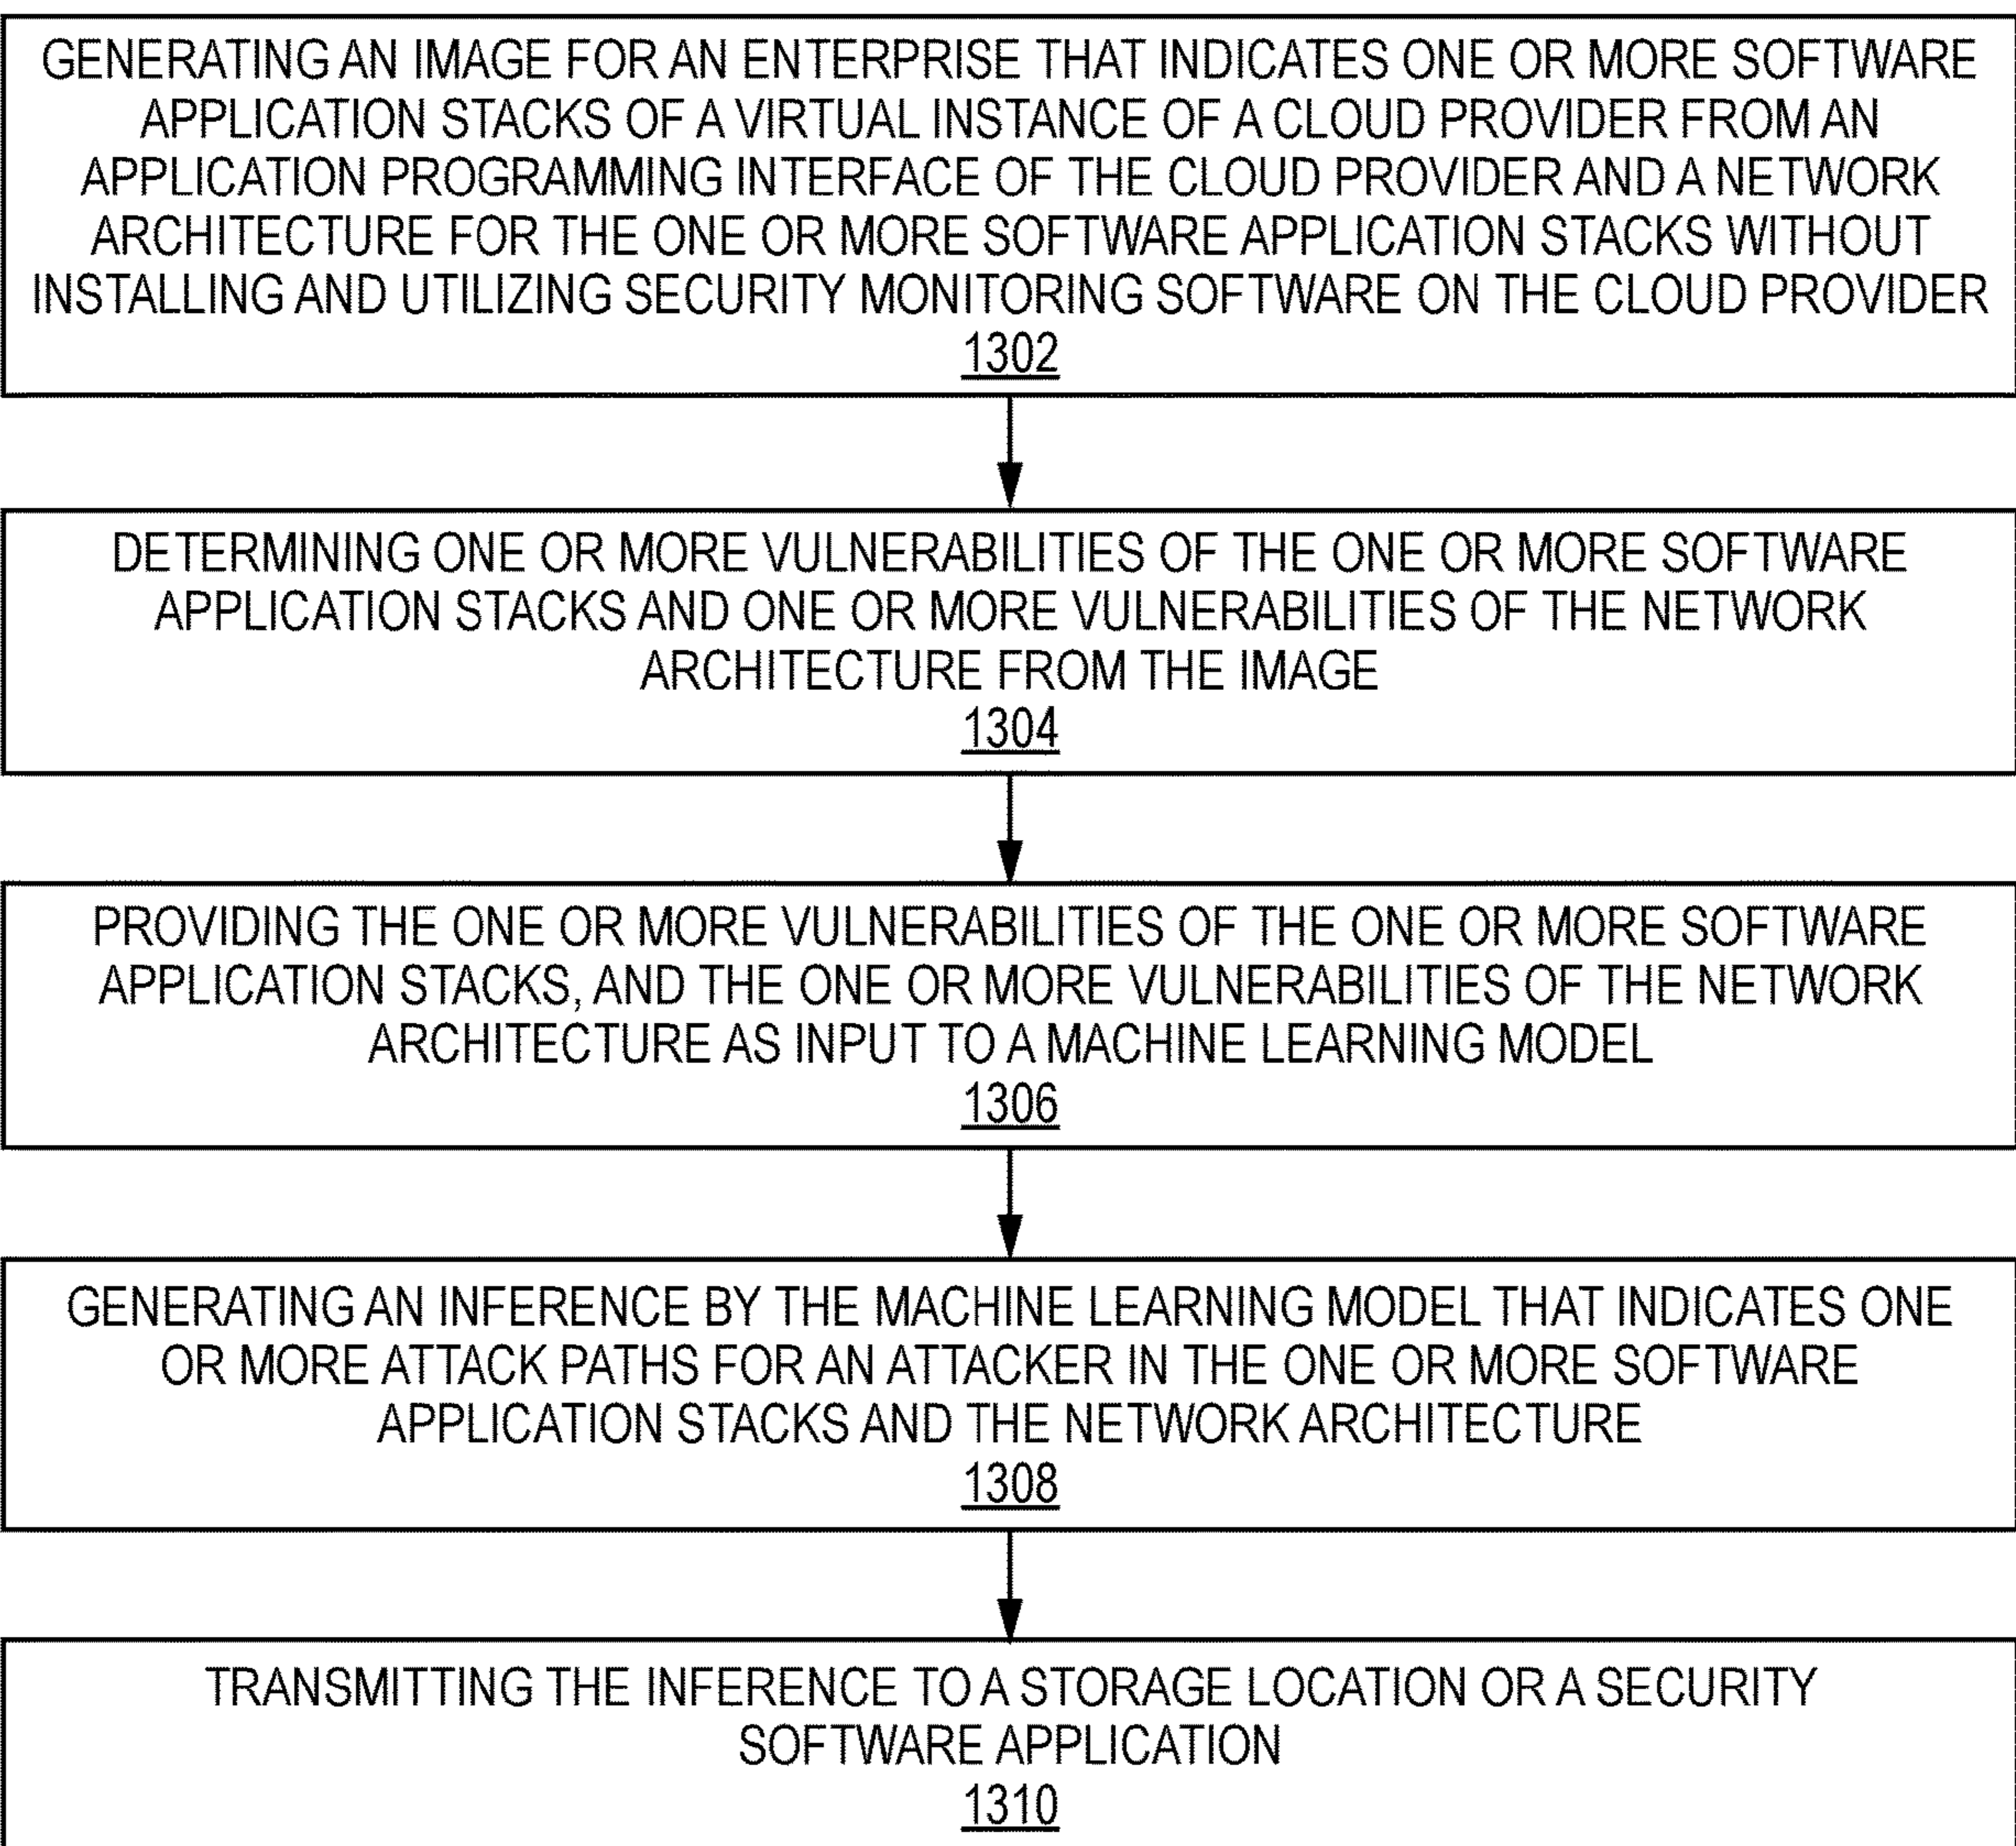 GENERATING AN IMAGE FOR AN ENTERPRISE THAT INDICATES ONE OR MORE SOFTWARE
APPLICATION STACKS OF A VIRTUAL INSTANCE OF A CLOUD PROVIDER FROM AN
APPLICATION PROGRAMMING INTERFACE OF THE CLOUD PROVIDER AND A NETWORK
ARCHITECTURE FOR THE ONE OR MORE SOFTWARE APPLICATION STACKS WITHOUT
INSTALLING AND UTILIZING SECURITY MONITORING SOFTWARE ON THE CLOUD PROVIDER
1302
DETERMINING ONE OR MORE VULNERABILITIES OF THE ONE OR MORE SOFTWARE
APPLICATION STACKS AND ONE OR MORE VULNERABILITIES OF THE NETWORK
ARCHITECTURE FROM THE IMAGE
1304
PROVIDING THE ONE OR MORE VULNERABILITIES OF THE ONE OR MORE SOFTWARE
APPLICATION STACKS, AND THE ONE OR MORE VULNERABILITIES OF THE NETWORK
ARCHITECTURE AS INPUT TO A MACHINE LEARNING MODEL
1306
GENERATING AN INFERENCE BY THE MACHINE LEARNING MODEL THAT INDICATES ONE
OR MORE ATTACK PATHS FOR AN ATTACKER IN THE ONE OR MORE SOFTWARE
APPLICATION STACKS AND THE NETWORK ARCHITECTURE
1308
TRANSMITTING THE INFERENCE TO A STORAGE LOCATION OR A SECURITY
SOFTWARE APPLICATION
1310